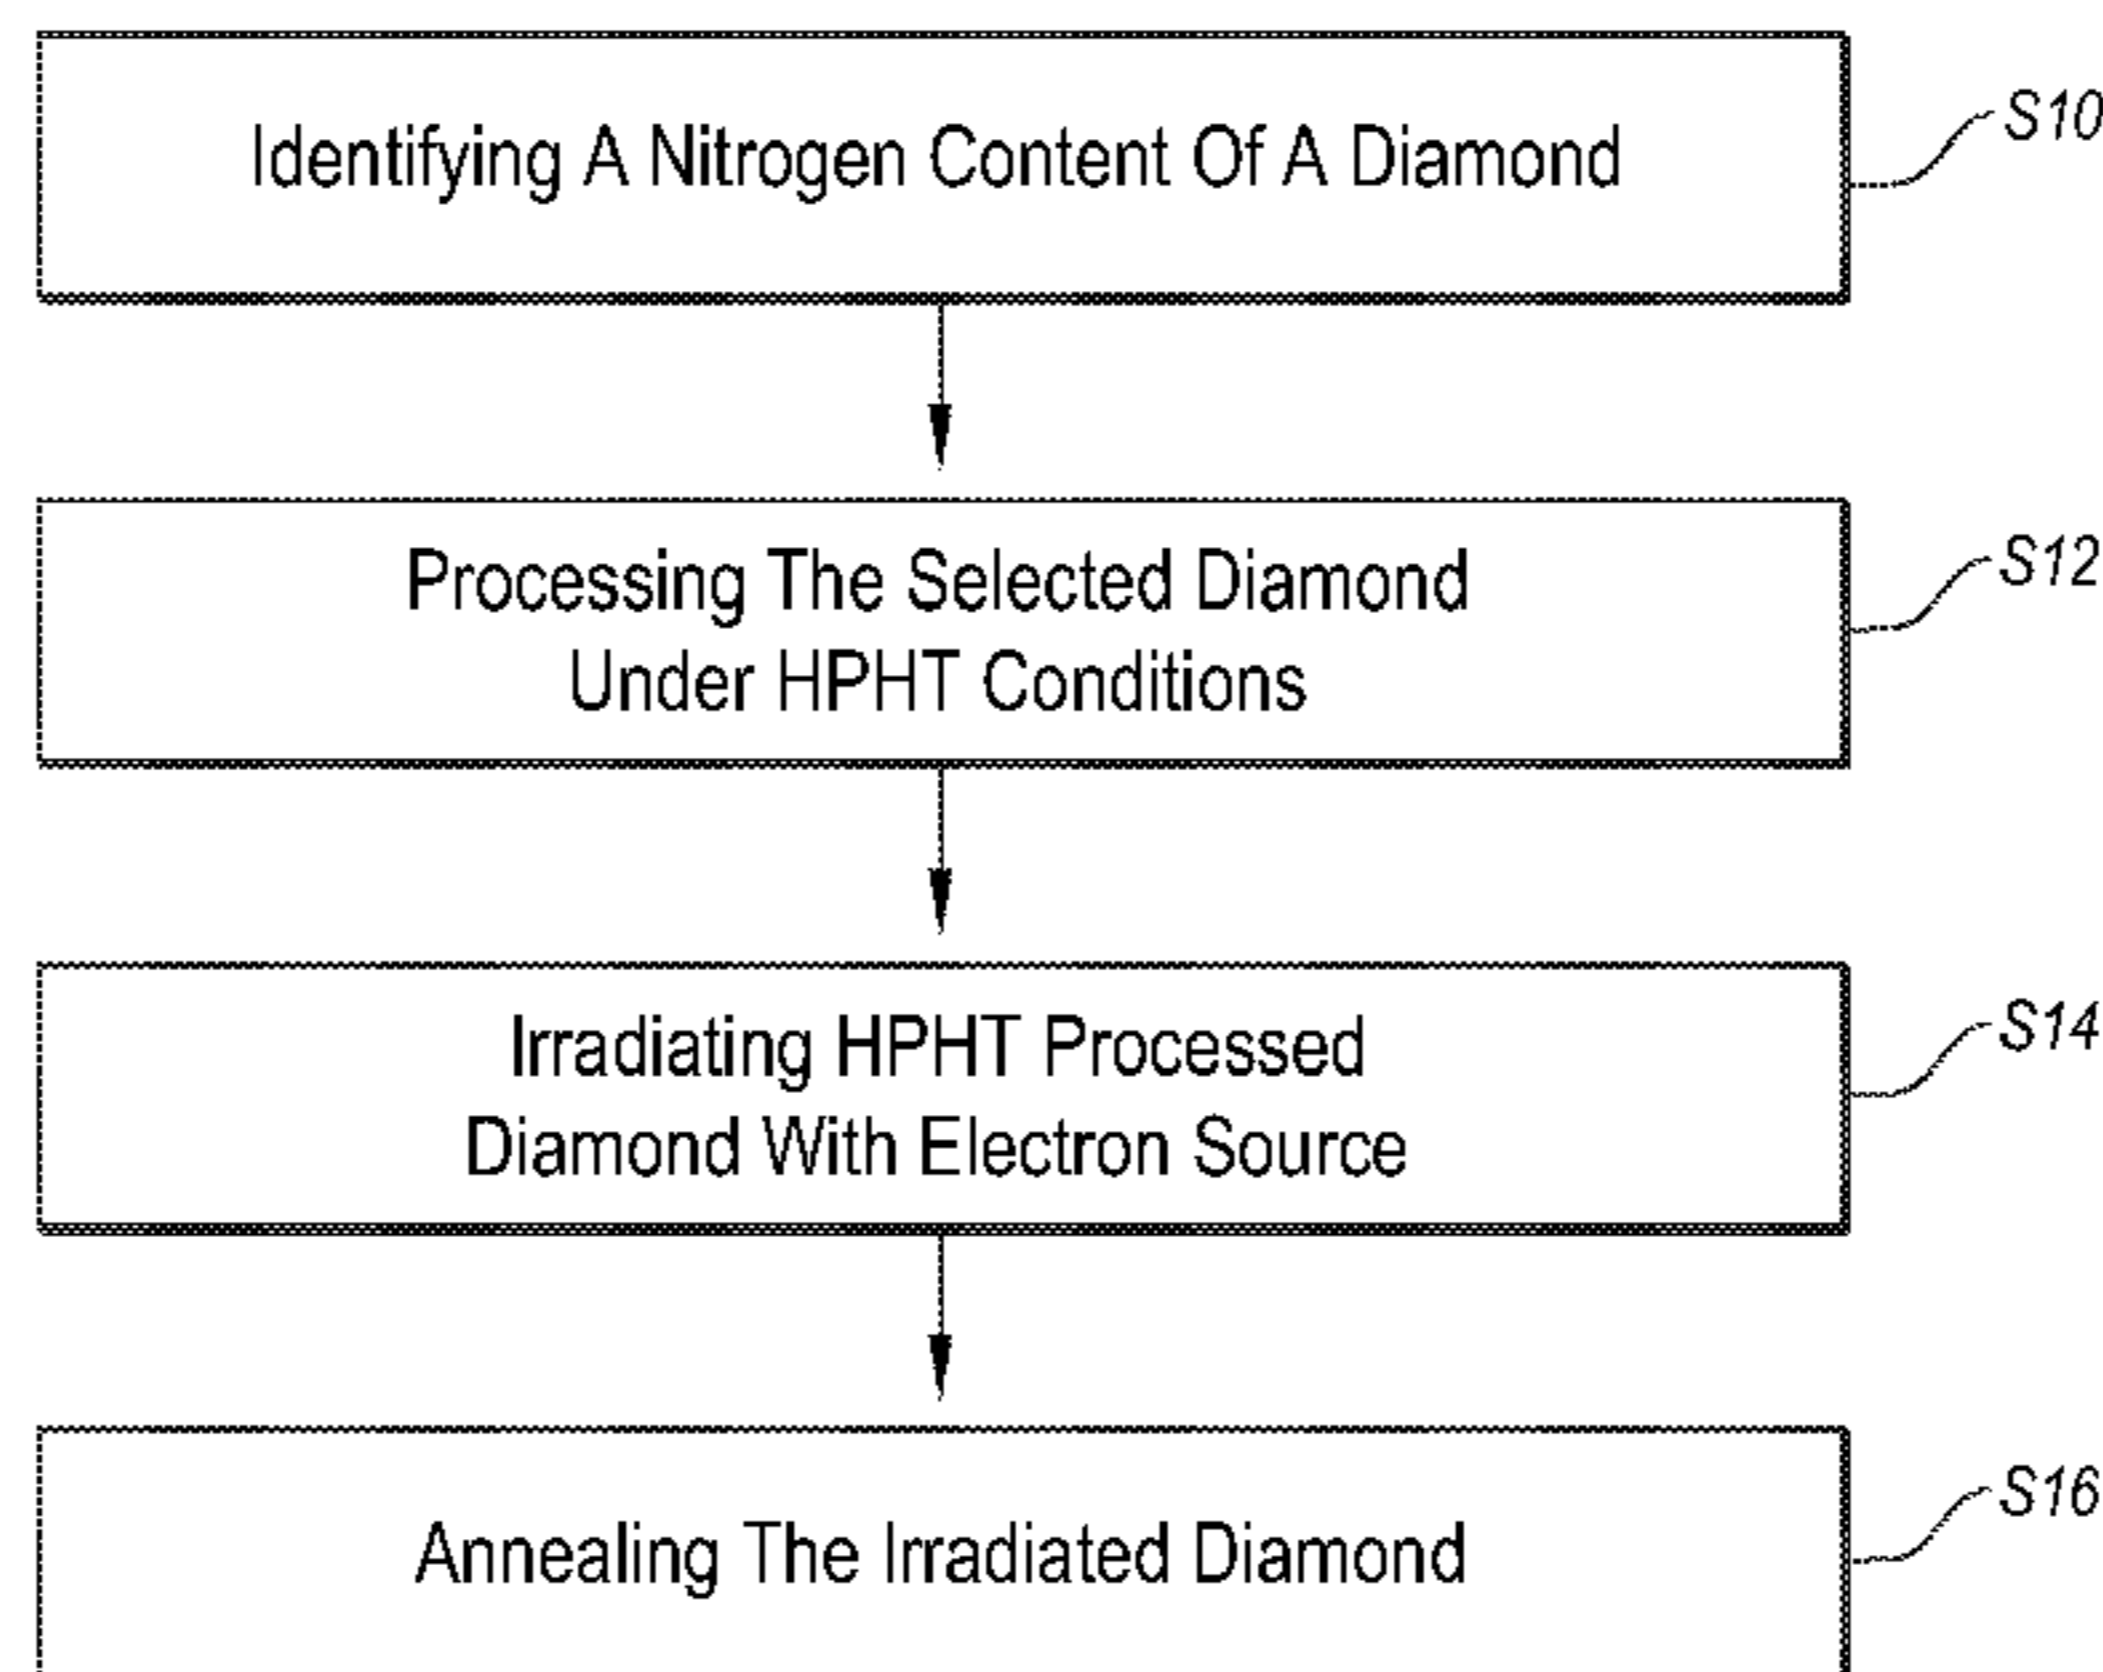 Identifying A Nitrogen Content Of A Diamond
S10
Processing The Selected Diamond
Under HPHT Conditions
S12
Irradiating HPHT Processed
Diamond With Electron Source
S14
Annealing The Irradiated Diamond
S16